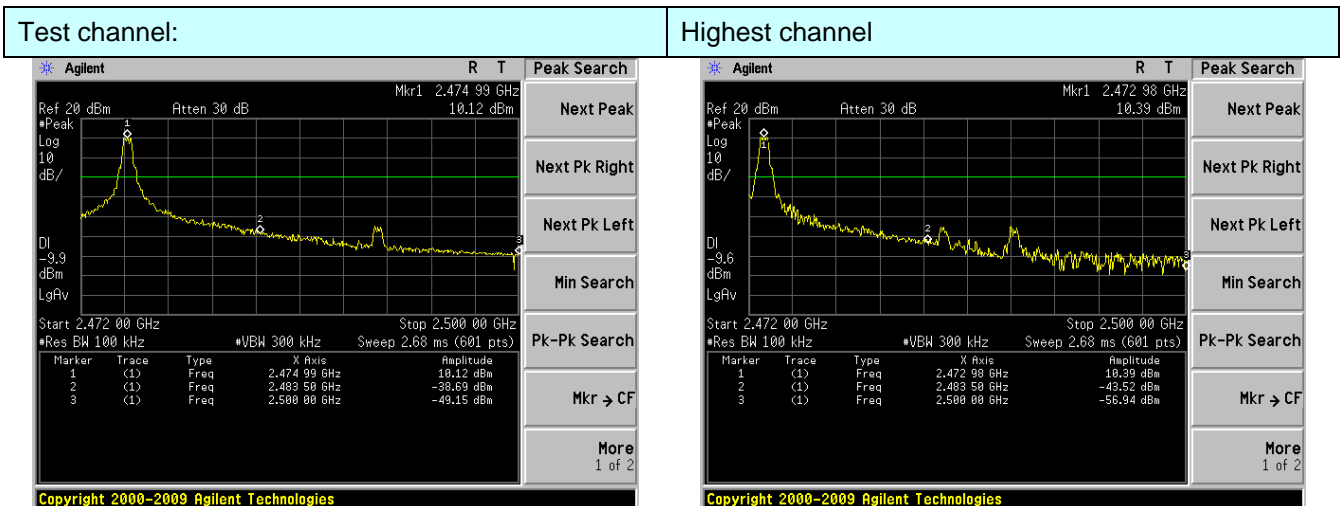 Test channel: Highest channel
Agilent R T Peak Search
Mkr1 2.474 99 GHz
Ref 20 dBm Atten 30 dB 10.12 dBm
#Peak
Log
10
dB/
1
2
3
DI
-9.9
dBm
LgAv
Start 2.472 00 GHz Stop 2.500 00 GHz
#Res BW 100 kHz #VBW 300 kHz Sweep 2.68 ms (601 pts)
Marker Trace Type X Axis Amplitude
1 (1) Freq 2.474 99 GHz 10.12 dBm
2 (1) Freq 2.483 50 GHz -38.69 dBm
3 (1) Freq 2.500 00 GHz -49.15 dBm
Next Peak
Next Pk Right
Next Pk Left
Min Search
Pk-Pk Search
Mkr → CF
More
1 of 2
Copyright 2000-2009 Agilent Technologies
Agilent R T Peak Search
Mkr1 2.472 98 GHz
Ref 20 dBm Atten 30 dB 10.39 dBm
#Peak
Log
10
dB/
1
2
3
DI
-9.6
dBm
LgAv
Start 2.472 00 GHz Stop 2.500 00 GHz
#Res BW 100 kHz #VBW 300 kHz Sweep 2.68 ms (601 pts)
Marker Trace Type X Axis Amplitude
1 (1) Freq 2.472 98 GHz 10.39 dBm
2 (1) Freq 2.483 50 GHz -43.52 dBm
3 (1) Freq 2.500 00 GHz -56.94 dBm
Next Peak
Next Pk Right
Next Pk Left
Min Search
Pk-Pk Search
Mkr → CF
More
1 of 2
Copyright 2000-2009 Agilent Technologies